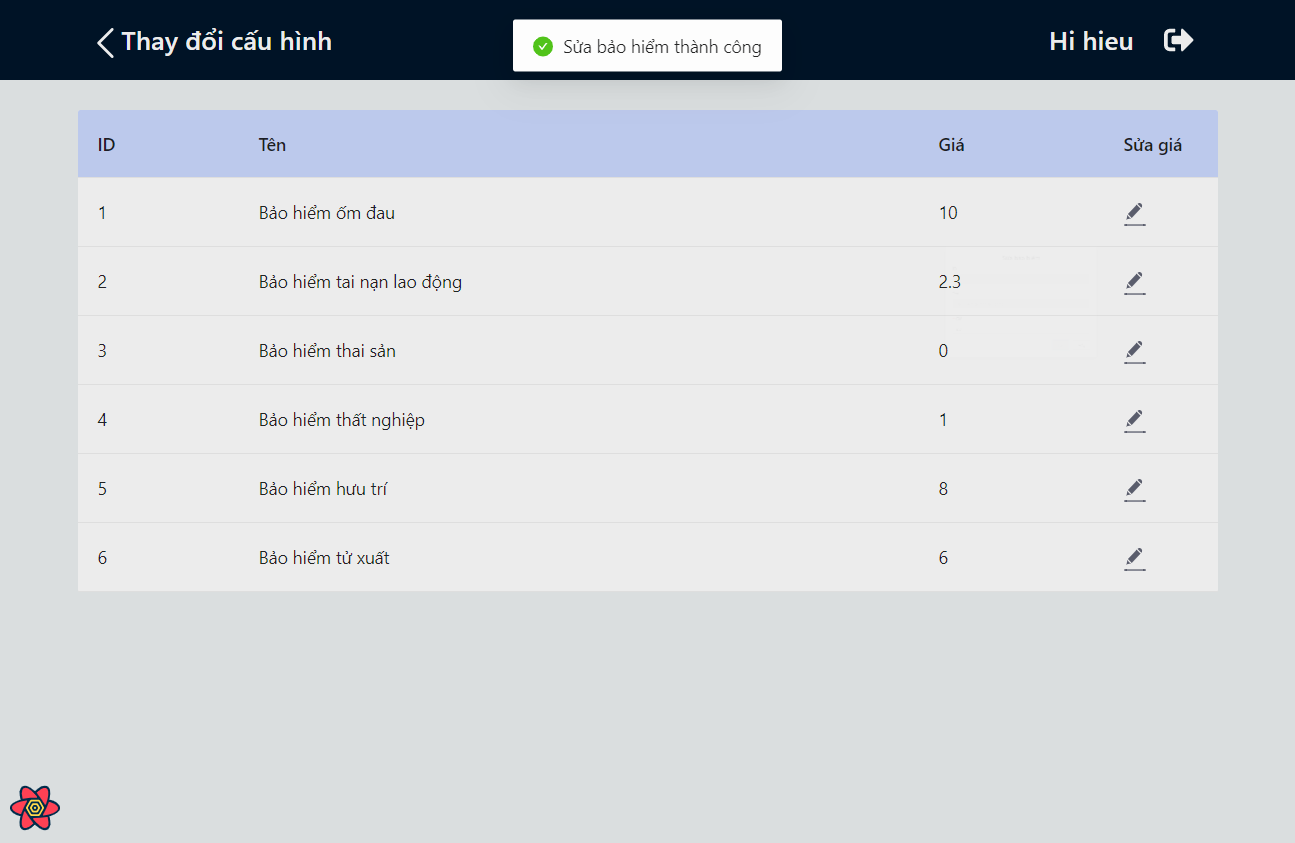 Thay đổi cấu hình
Sửa bảo hiểm thành công
Hi hieu
ID Tên Giá Sửa giá
1 Bảo hiểm ốm đau 10
2 Bảo hiểm tai nạn lao động 2.3
3 Bảo hiểm thai sản 0
4 Bảo hiểm thất nghiệp 1
5 Bảo hiểm hưu trí 8
6 Bảo hiểm tử xuất 6